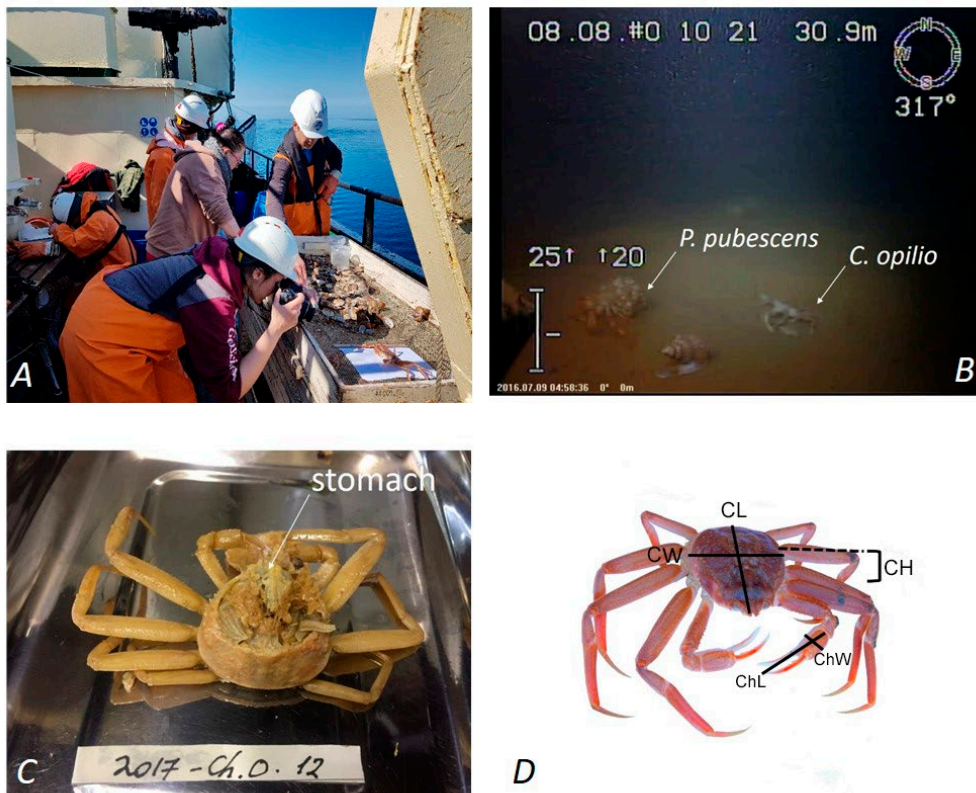 A
08.08.#0 10 21 30.9m
N
W E
S
317°
P. pubescens
25↑ ↑20
C. opilio
2016.07.09 04:58:36 0° 0m
B
stomach
2017 - Ch.O. 12
C
CL
CW
CH
ChW
ChL
D